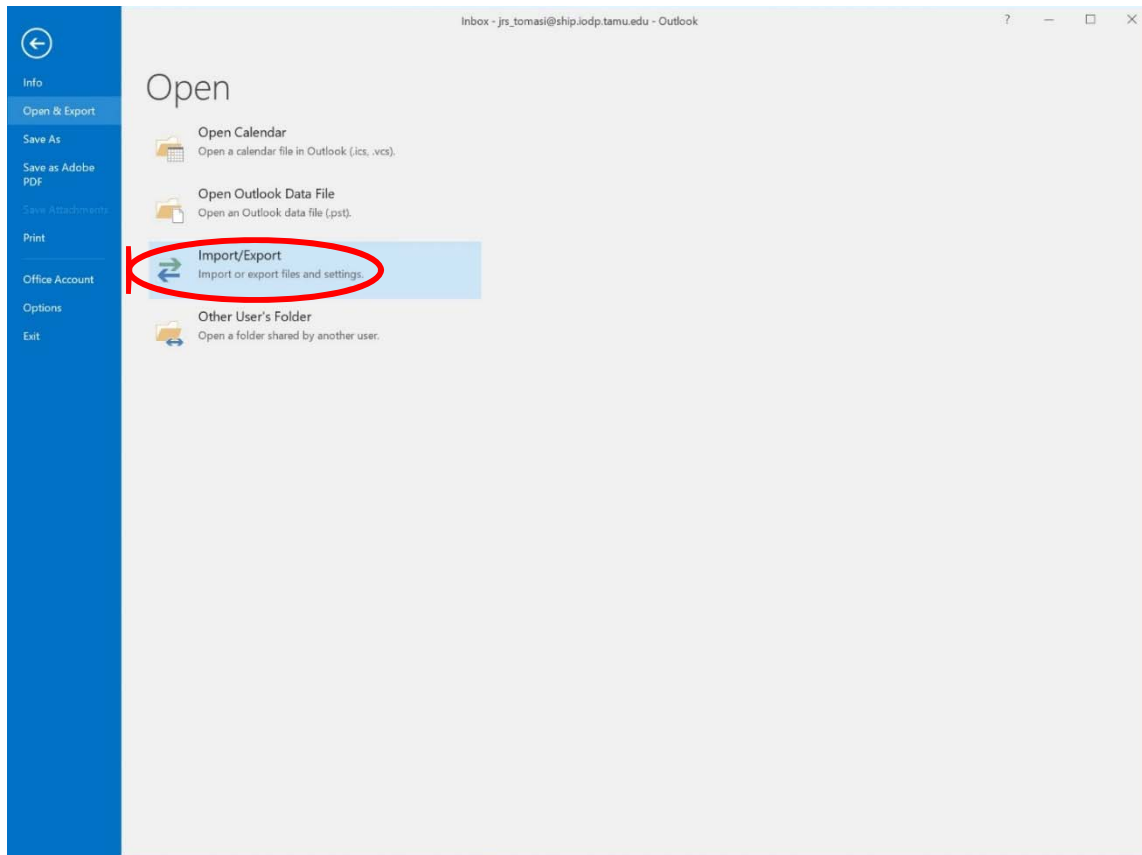 Inbox - jrs_tomasi@ship.iodp.tamu.edu - Outlook
?
Info
Open & Export
Save As
Save as Adobe
PDF
Save Attachments
Print
Office Account
Options
Exit
Open
Open Calendar
Open a calendar file in Outlook (.ics, .vcs).
Open Outlook Data File
Open an Outlook data file (.pst).
Import/Export
Import or export files and settings.
Other User's Folder
Open a folder shared by another user.